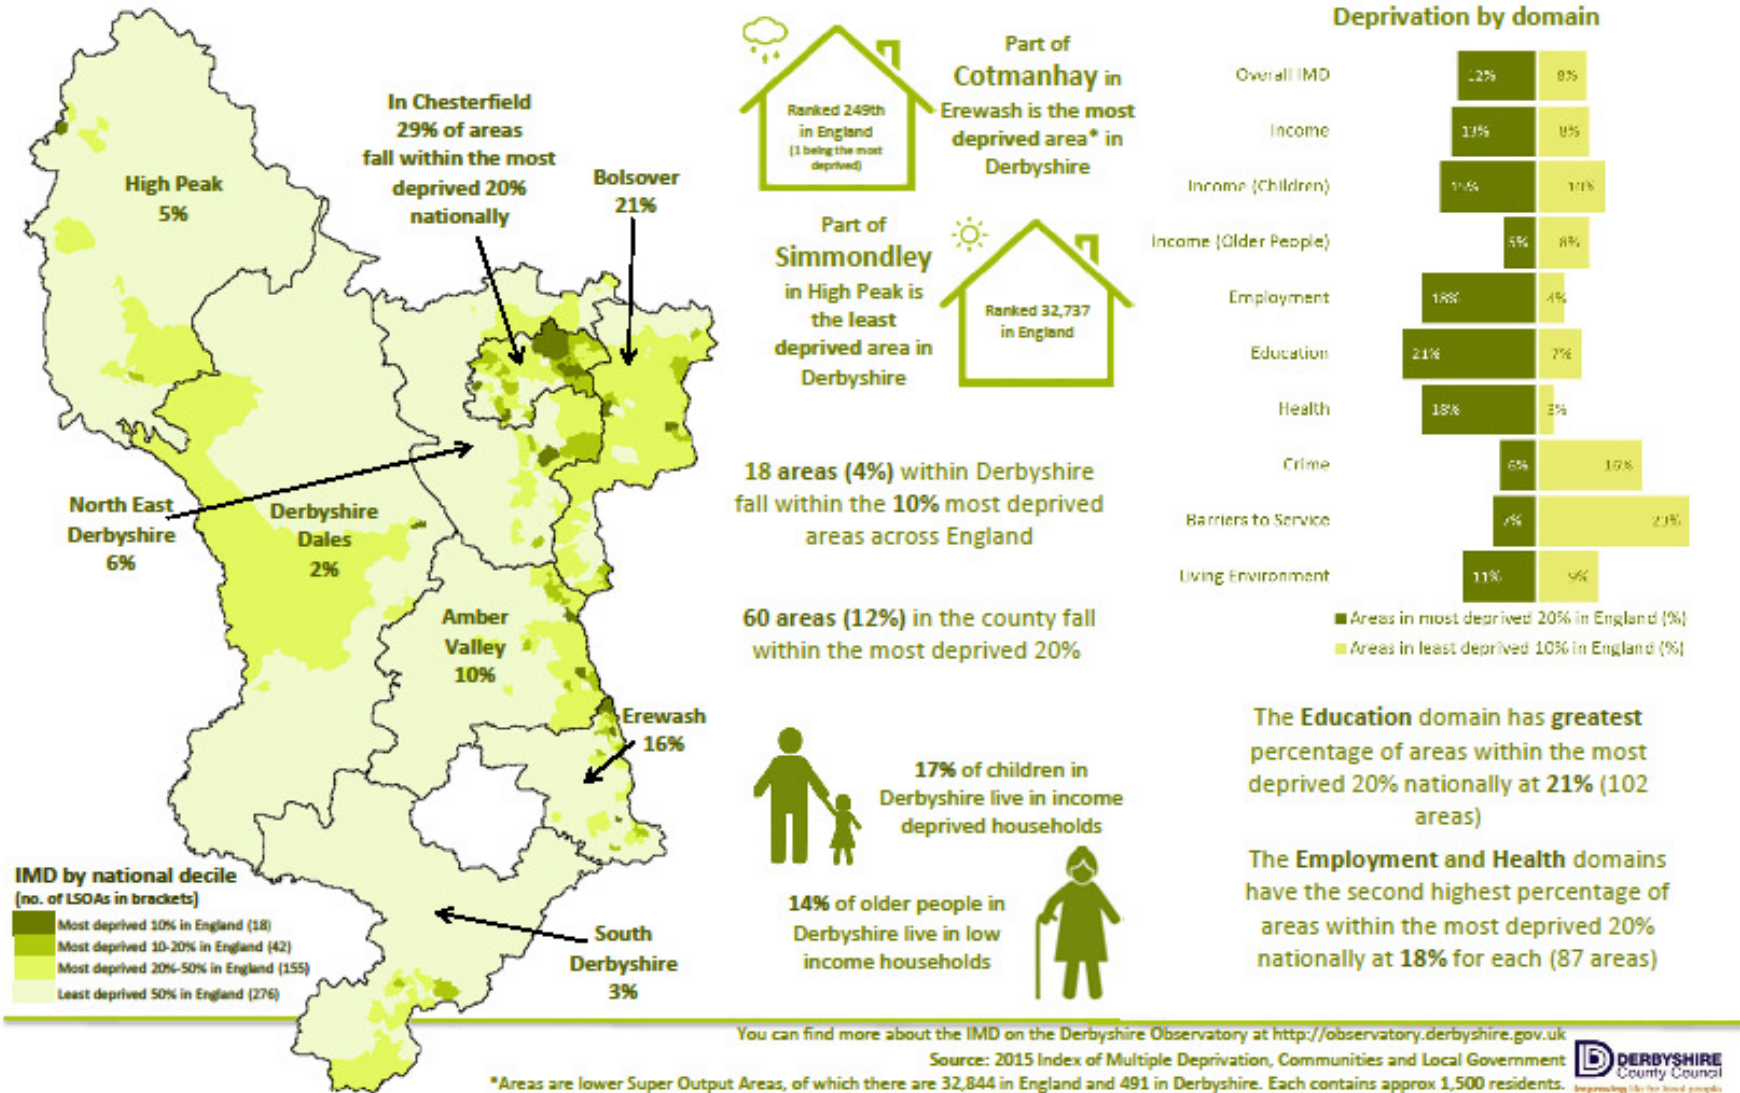 In Chesterfield
29% of areas
fall within the most
deprived 20%
nationally
Bolsover
21%
High Peak
5%
North East
Derbyshire
6%
Derbyshire
Dales
2%
Amber
Valley
10%
Erewash
16%
South
Derbyshire
3%
IMD by national decile
(no. of LSOAs in brackets)
Most deprived 10% in England (18)
Most deprived 10-20% in England (42)
Most deprived 20%-50% in England (155)
Least deprived 50% in England (276)
Ranked 249th
in England
(1 being the most
deprived)
Part of
Cotmanhay in
Erewash is the most
deprived area* in
Derbyshire
Part of
Simmondley
in High Peak is
the least
deprived area in
Derbyshire
Ranked 32,737
in England
18 areas (4%) within Derbyshire
fall within the 10% most deprived
areas across England
60 areas (12%) in the county fall
within the most deprived 20%
17% of children in
Derbyshire live in income
deprived households
14% of older people in
Derbyshire live in low
income households
Deprivation by domain
Overall IMD 12% 8%
Income 13% 8%
Income (Children) 15% 10%
Income (Older People) 5% 8%
Employment 18% 4%
Education 21% 7%
Health 18% 3%
Crime 6% 16%
Barriers to Service 7%
Living Environment 11% 9%
Areas in most deprived 20% in England (%)
Areas in least deprived 10% in England (%)
The Education domain has greatest
percentage of areas within the most
deprived 20% nationally at 21% (102
areas)
The Employment and Health domains
have the second highest percentage of
areas within the most deprived 20%
nationally at 18% for each (87 areas)
You can find more about the IMD on the Derbyshire Observatory at http://observatory.derbyshire.gov.uk
Source: 2015 Index of Multiple Deprivation, Communities and Local Government
*Areas are lower Super Output Areas, of which there are 32,844 in England and 491 in Derbyshire. Each contains approx 1,500 residents.
DERBYSHIRE
County Council
Improving life for local people